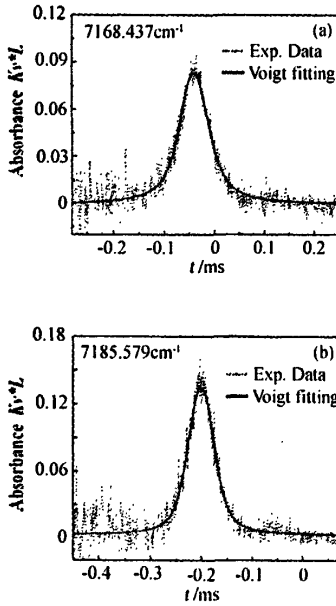 0.12
7168.437cm⁻¹
(a)
Exp. Data
Voigt fitting
0.09
0.06
0.03
0
Absorbance Kv*L
-0.2
-0.1
0
0.1
0.2
t /ms
0.18
7185.579cm⁻¹
(b)
Exp. Data
Voigt fitting
0.12
0.06
0
Absorbance Kv*L
-0.4
-0.3
-0.2
-0.1
0
t /ms